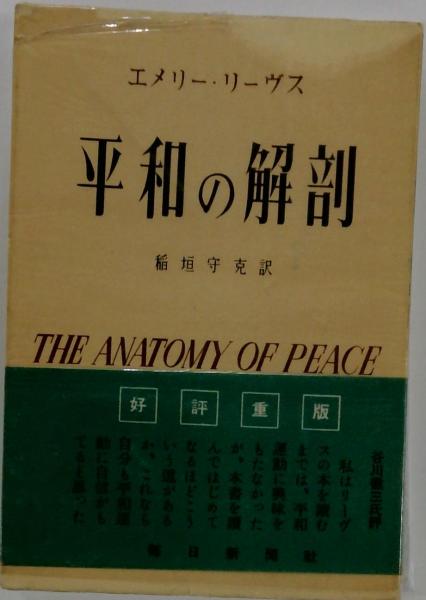 エメリー・リーヴス
平和の解剖
稲垣守克訳
THE ANATOMY OF PEACE
好評重版
谷川徹三氏評
私はリーヴ
スの本を読む
までは、平和
運動に興味を
もたなかった
が、本書を讀
んではじめて
なるほどこう
いう道がある
か、これなら
自分も平和運
動に自信がも
てると思った
毎日新聞社